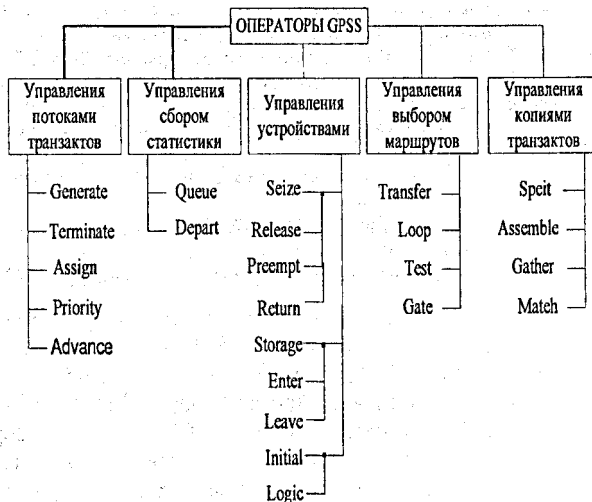 ОПЕРАТОРЫ GPSS
Управления
потоками
транзактов
Управления
сбором
статистики
Управления
устройствами
Управления
выбором
маршрутов
Управления
копиями
транзактов
Generate
Terminate
Assign
Priority
Advance
Queue
Depart
Seize
Release
Preempt
Return
Storage
Enter
Leave
Initial
Logic
Transfer
Loop
Test
Gate
Speit
Assemble
Gather
Mateh